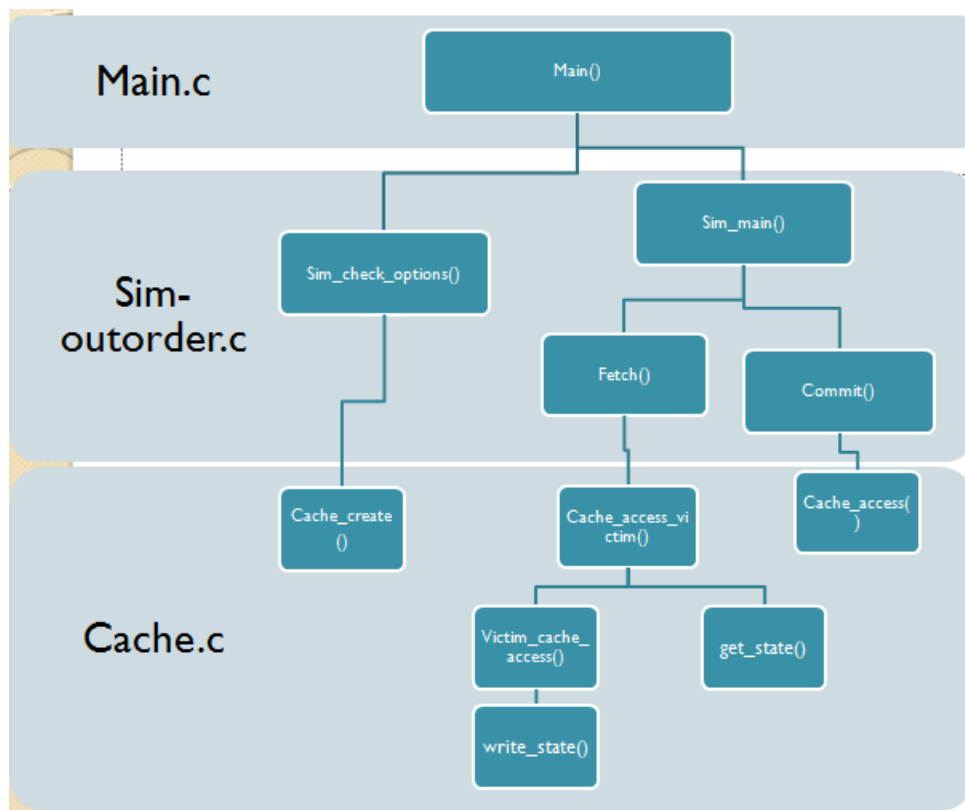 Main.c
Main()
Sim-
outorder.c
Sim_main()
Sim_check_options()
Fetch()
Commit()
Cache.c
Cache_create
()
Cache_access_vi
ctim()
Cache_access(
)
Victim_cache_
access()
get_state()
write_state()